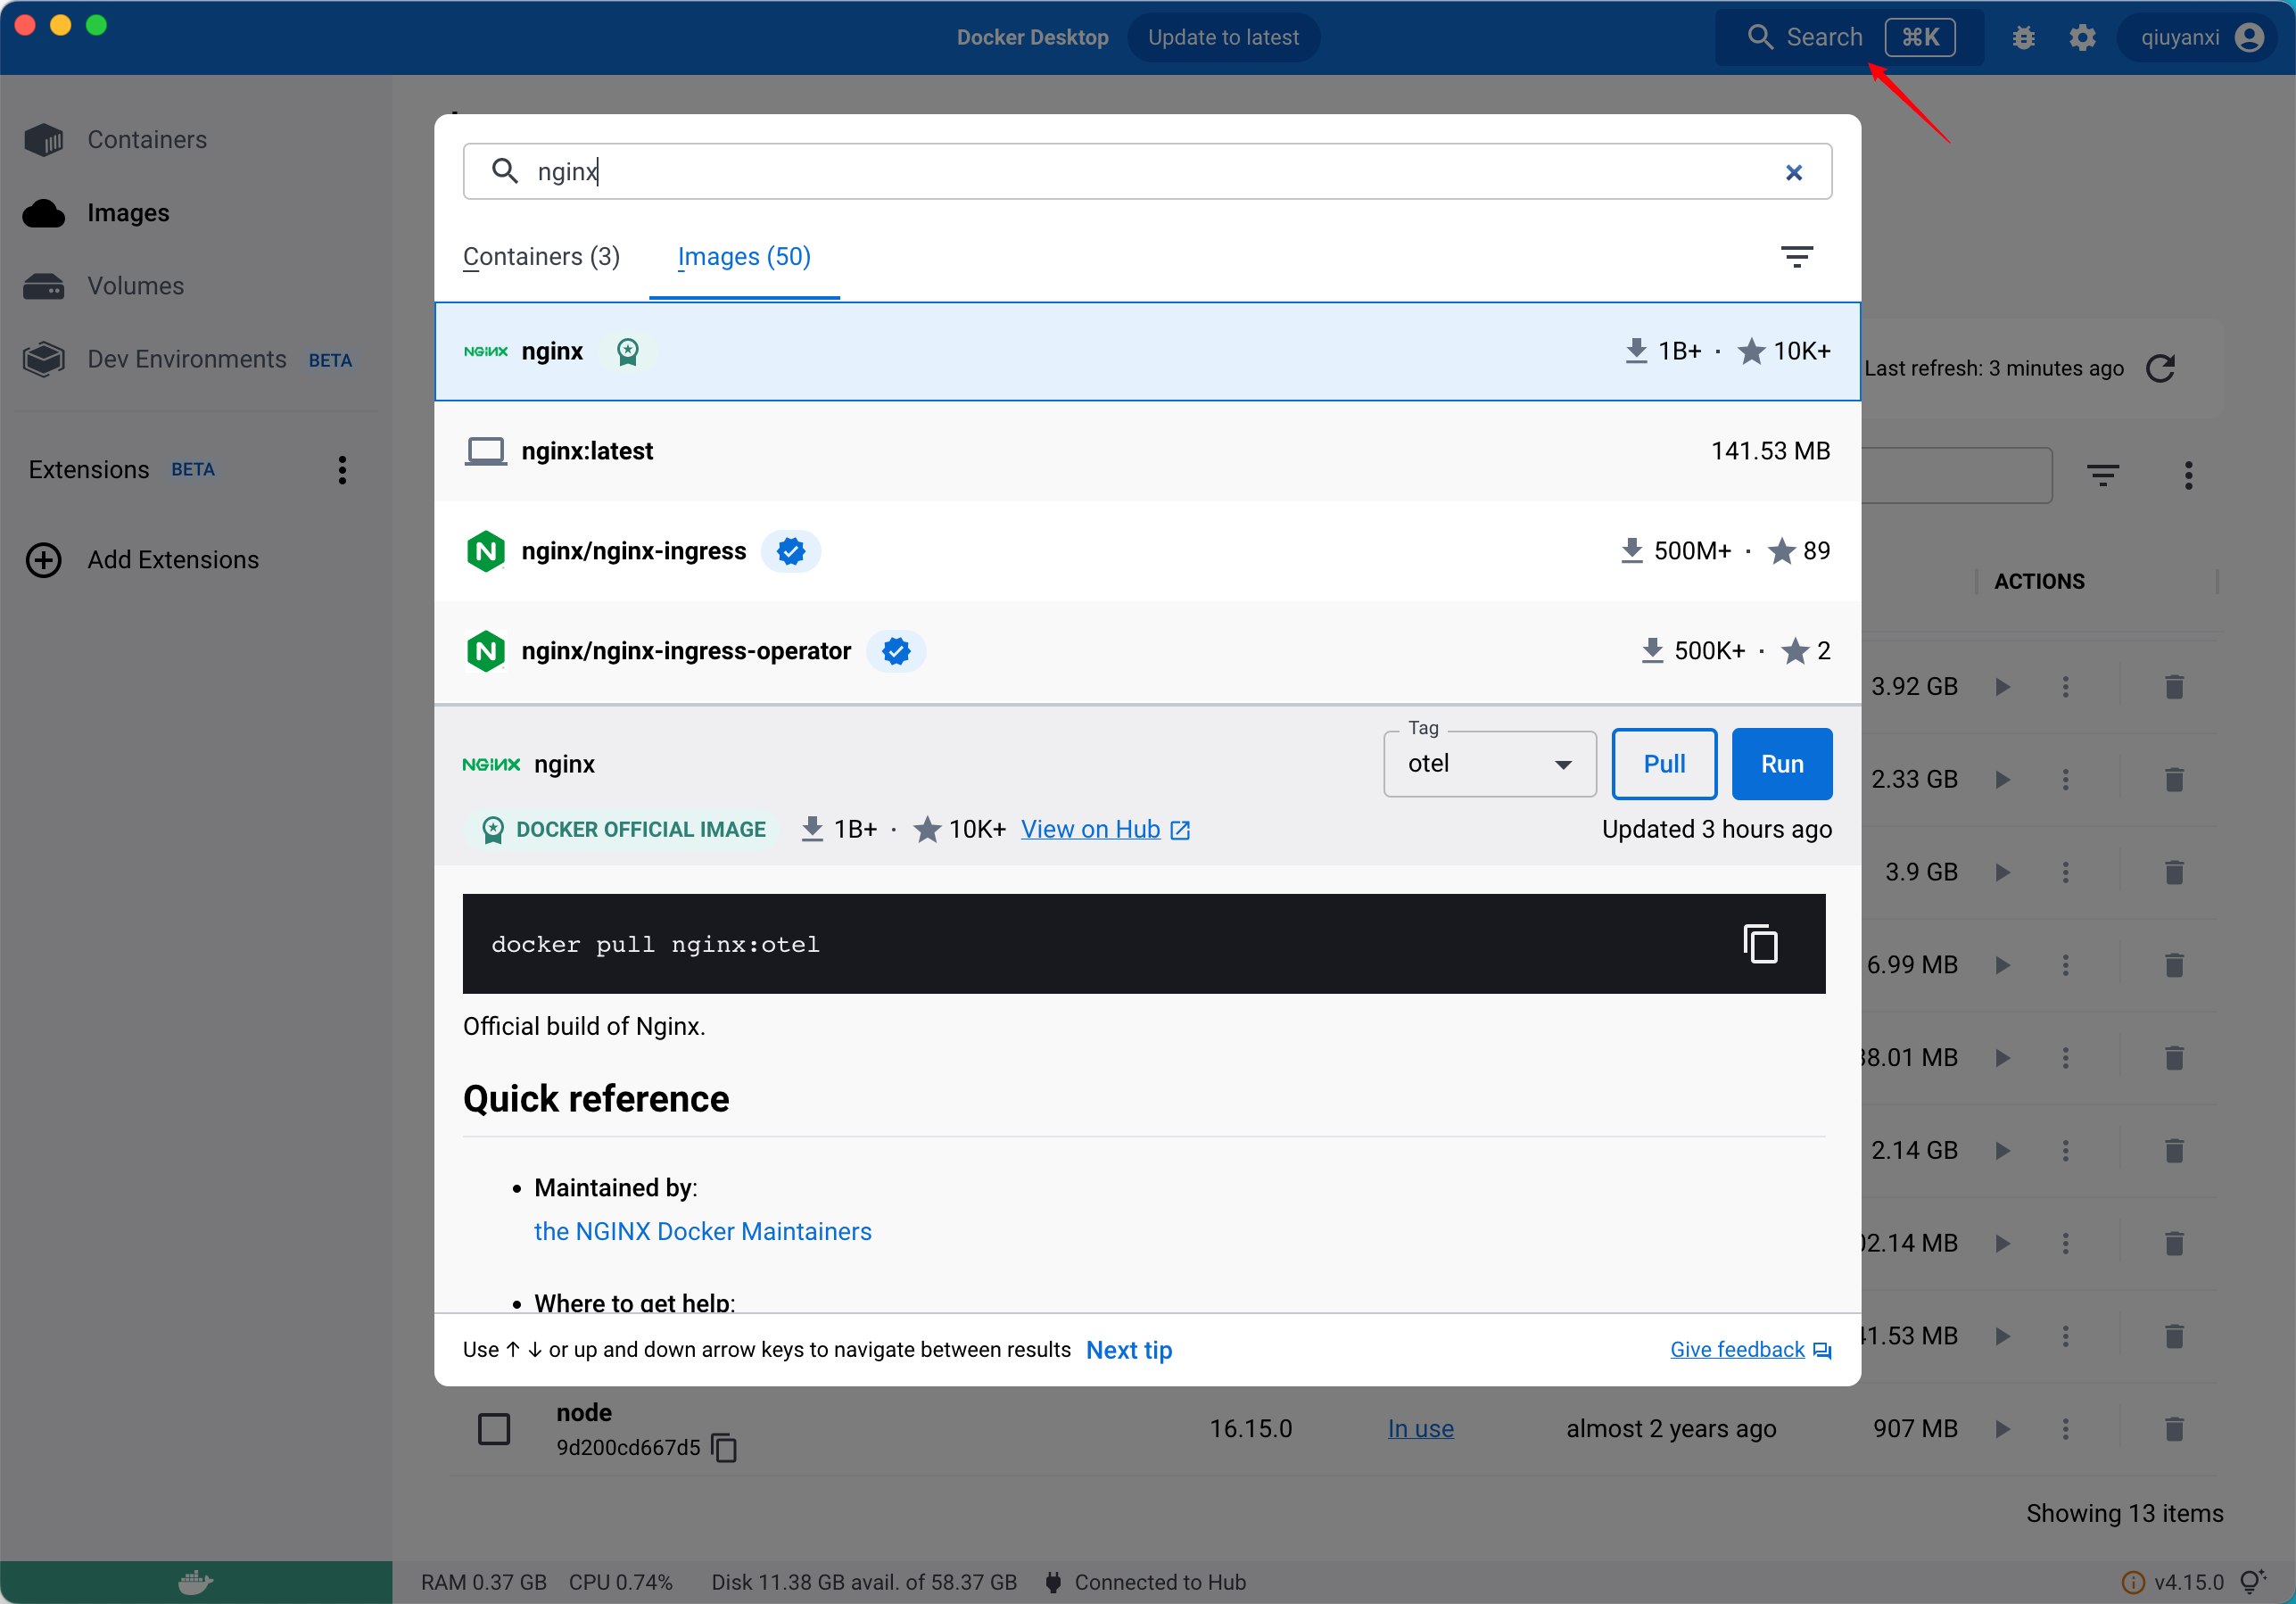 Docker Desktop Update to latest Search ⌘K qiuyanxi
Containers
Images
Volumes
Dev Environments BETA
Extensions BETA
Add Extensions
nginx
Containers (3) Images (50)
NGINX nginx 1B+ · 10K+
nginx:latest 141.53 MB
N nginx/nginx-ingress 500M+ · 89
N nginx/nginx-ingress-operator 500K+ · 2
NGINX nginx Tag otel Pull Run
DOCKER OFFICIAL IMAGE 1B+ · 10K+ View on Hub Updated 3 hours ago
docker pull nginx:otel
Official build of Nginx.
Quick reference
• Maintained by:
the NGINX Docker Maintainers
• Where to get help:
Use ↑ ↓ or up and down arrow keys to navigate between results Next tip Give feedback
Last refresh: 3 minutes ago
ACTIONS
3.92 GB
2.33 GB
3.9 GB
6.99 MB
8.01 MB
2.14 GB
2.14 MB
1.53 MB
node
9d200cd667d5
16.15.0 In use almost 2 years ago 907 MB
Showing 13 items
RAM 0.37 GB CPU 0.74% Disk 11.38 GB avail. of 58.37 GB Connected to Hub v4.15.0